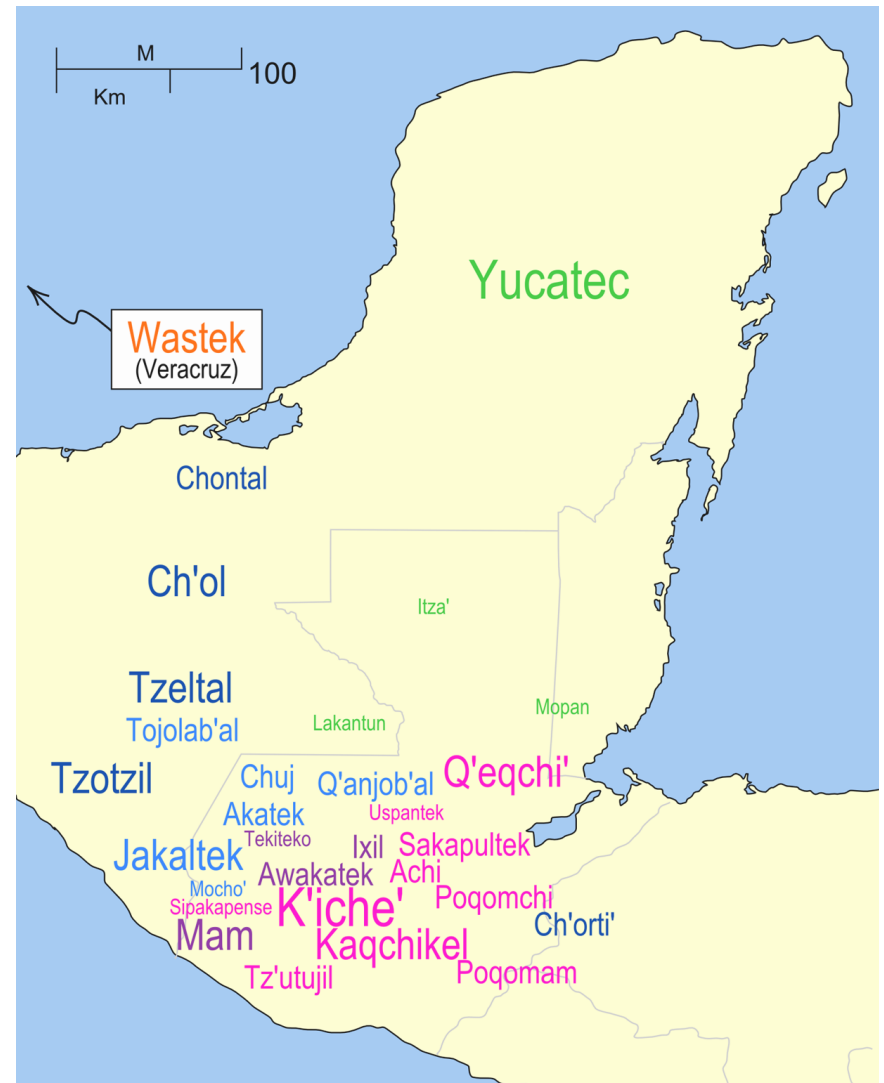 M
100
Km
Yucatec
Wastek
(Veracruz)
Chontal
Ch'ol
Itza'
Tzeltal
Mopan
Lakantun
Tojolab'al
Tzotzil
Chuj
Q'anjob'al
Q'eqchi'
Akatek
Uspantek
Tekiteko
Ixil
Sakapultek
Jakaltek
Awakatek
Achi
Mocho'
Poqomchi
Sipakapense
K'iche'
Ch'orti'
Mam
Kaqchikel
Tz'utujil
Poqomam